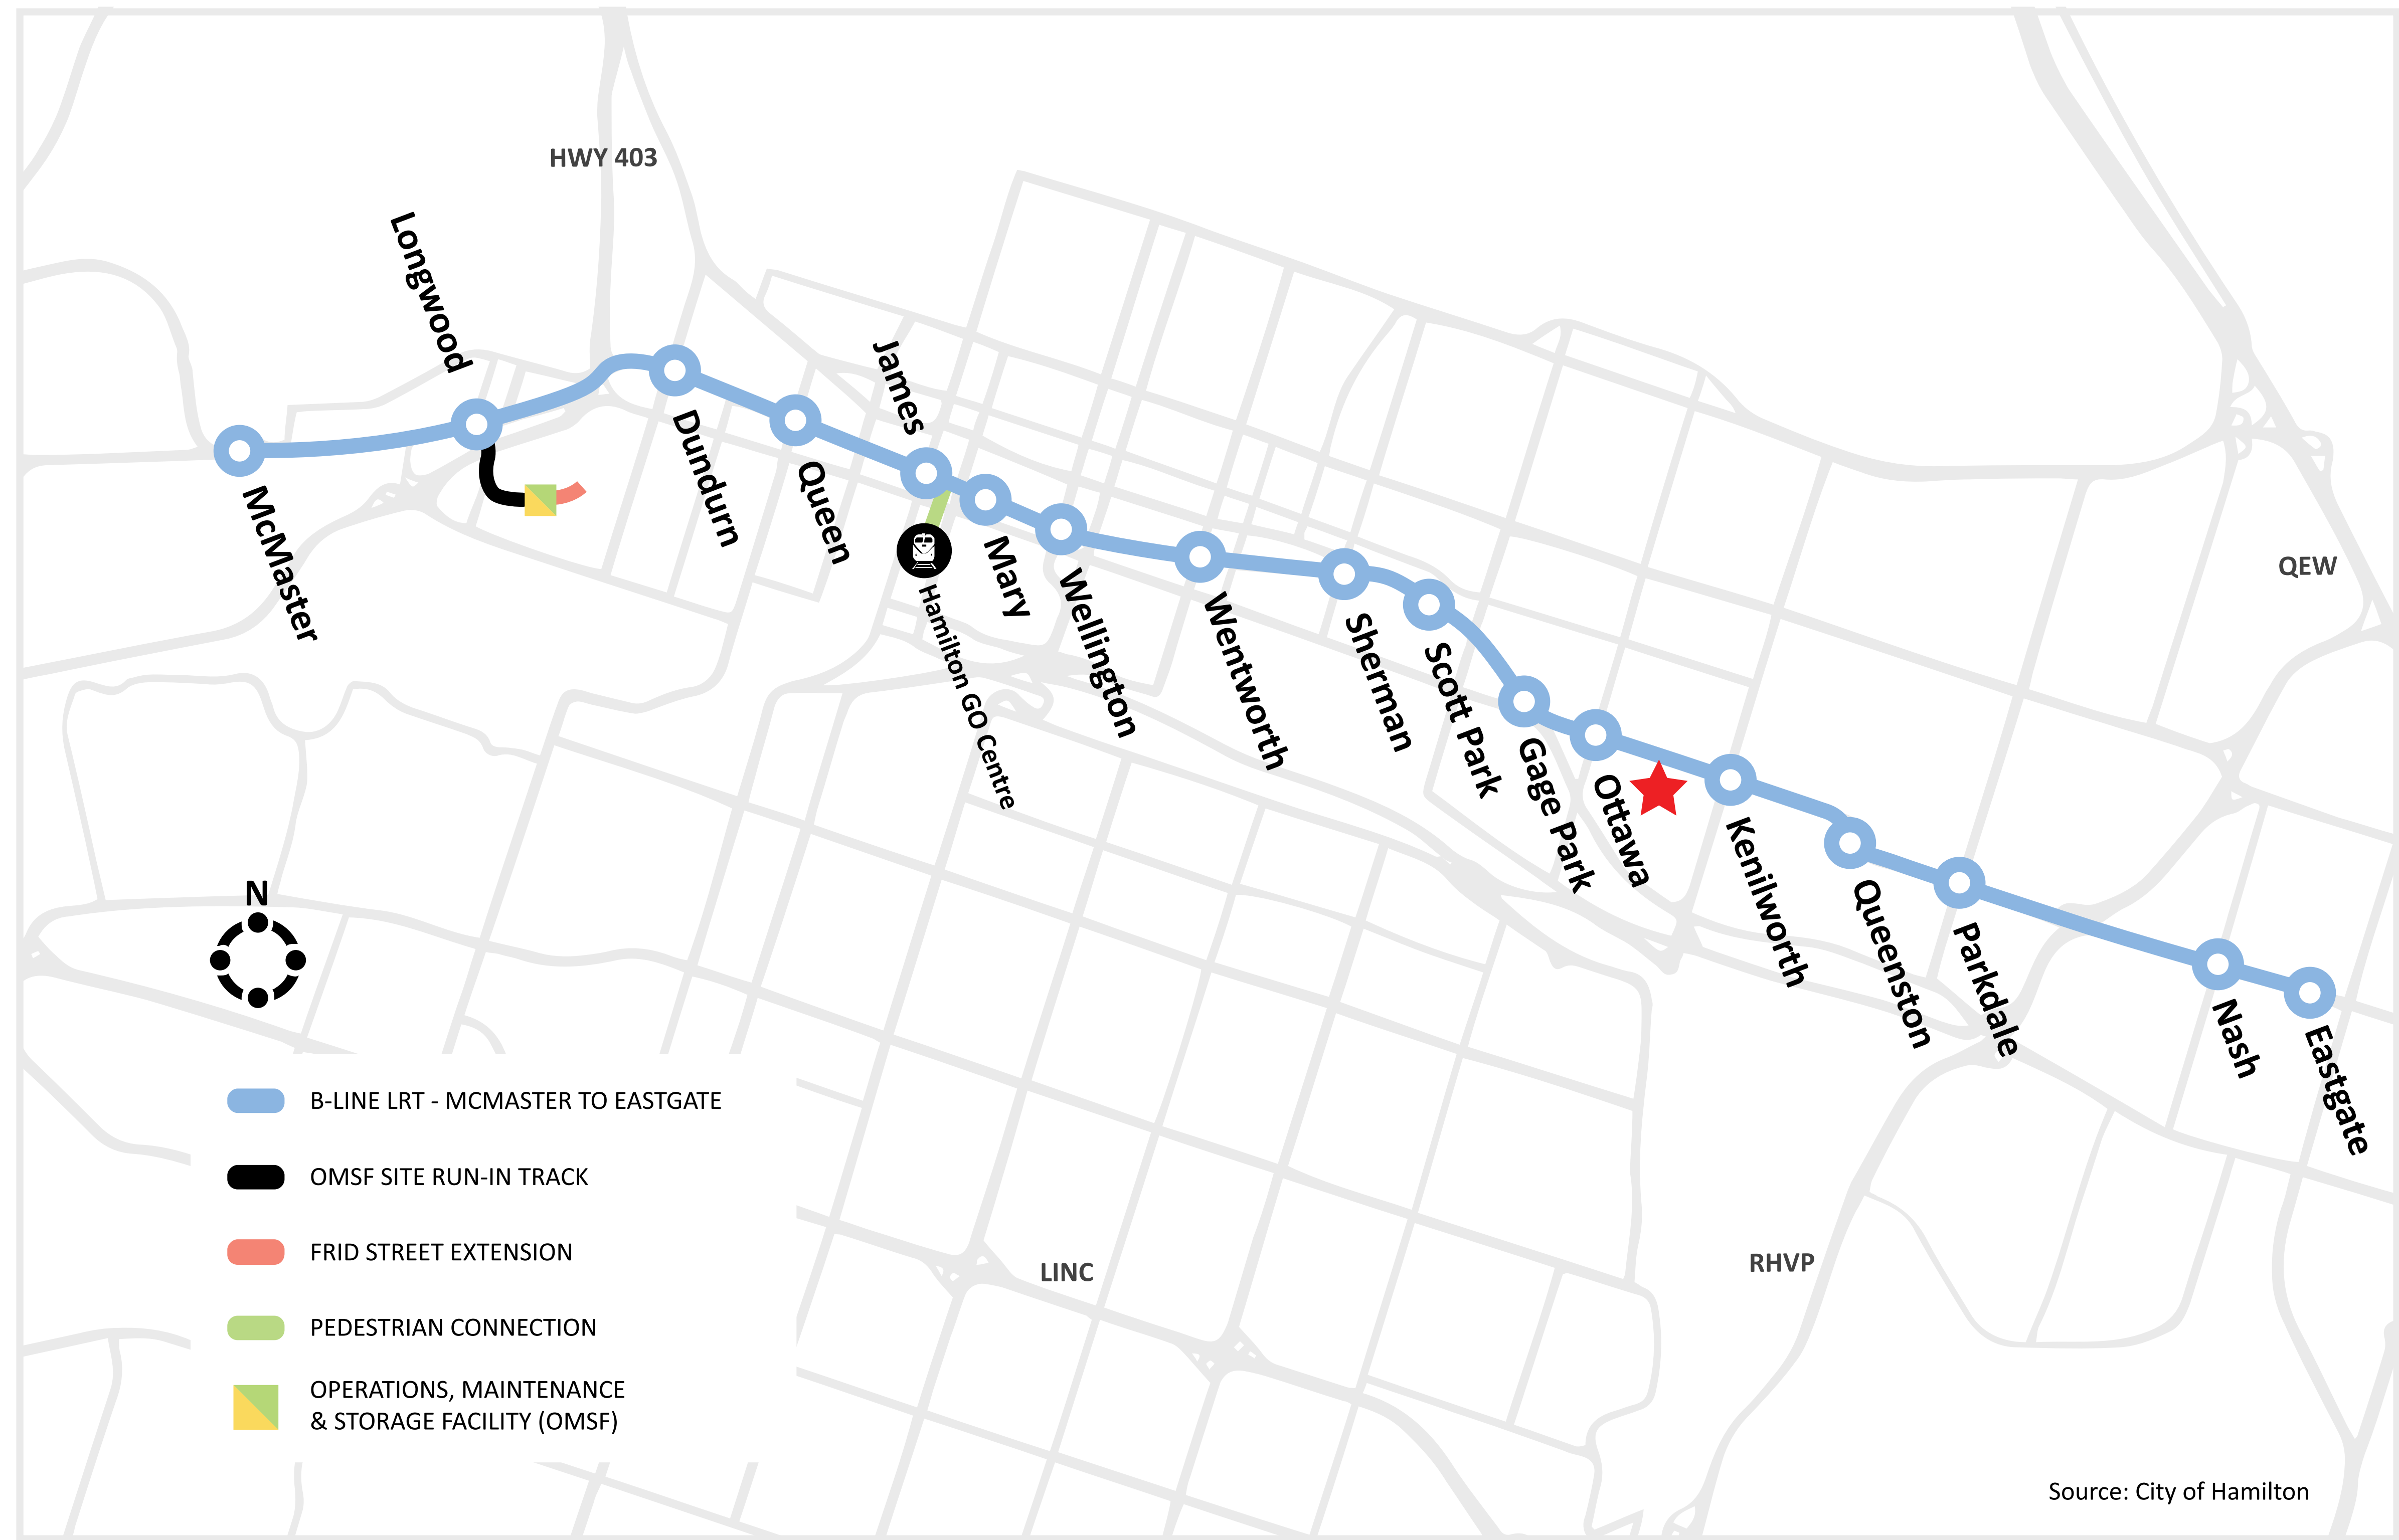 HWY 403
Longwood
James
McMaster
Dundurn
Queen
Hamilton GO Centre
Mary
Wellington
Wentworth
Sherman
Scott Park
Gage Park
Ottawa
Kenilworth
Queenston
Parkdale
Nash
Eastgate
QEW
N
LINC
RHVP
B-LINE LRT - MCMASTER TO EASTGATE
OMSF SITE RUN-IN TRACK
FRID STREET EXTENSION
PEDESTRIAN CONNECTION
OPERATIONS, MAINTENANCE
& STORAGE FACILITY (OMSF)
Source: City of Hamilton